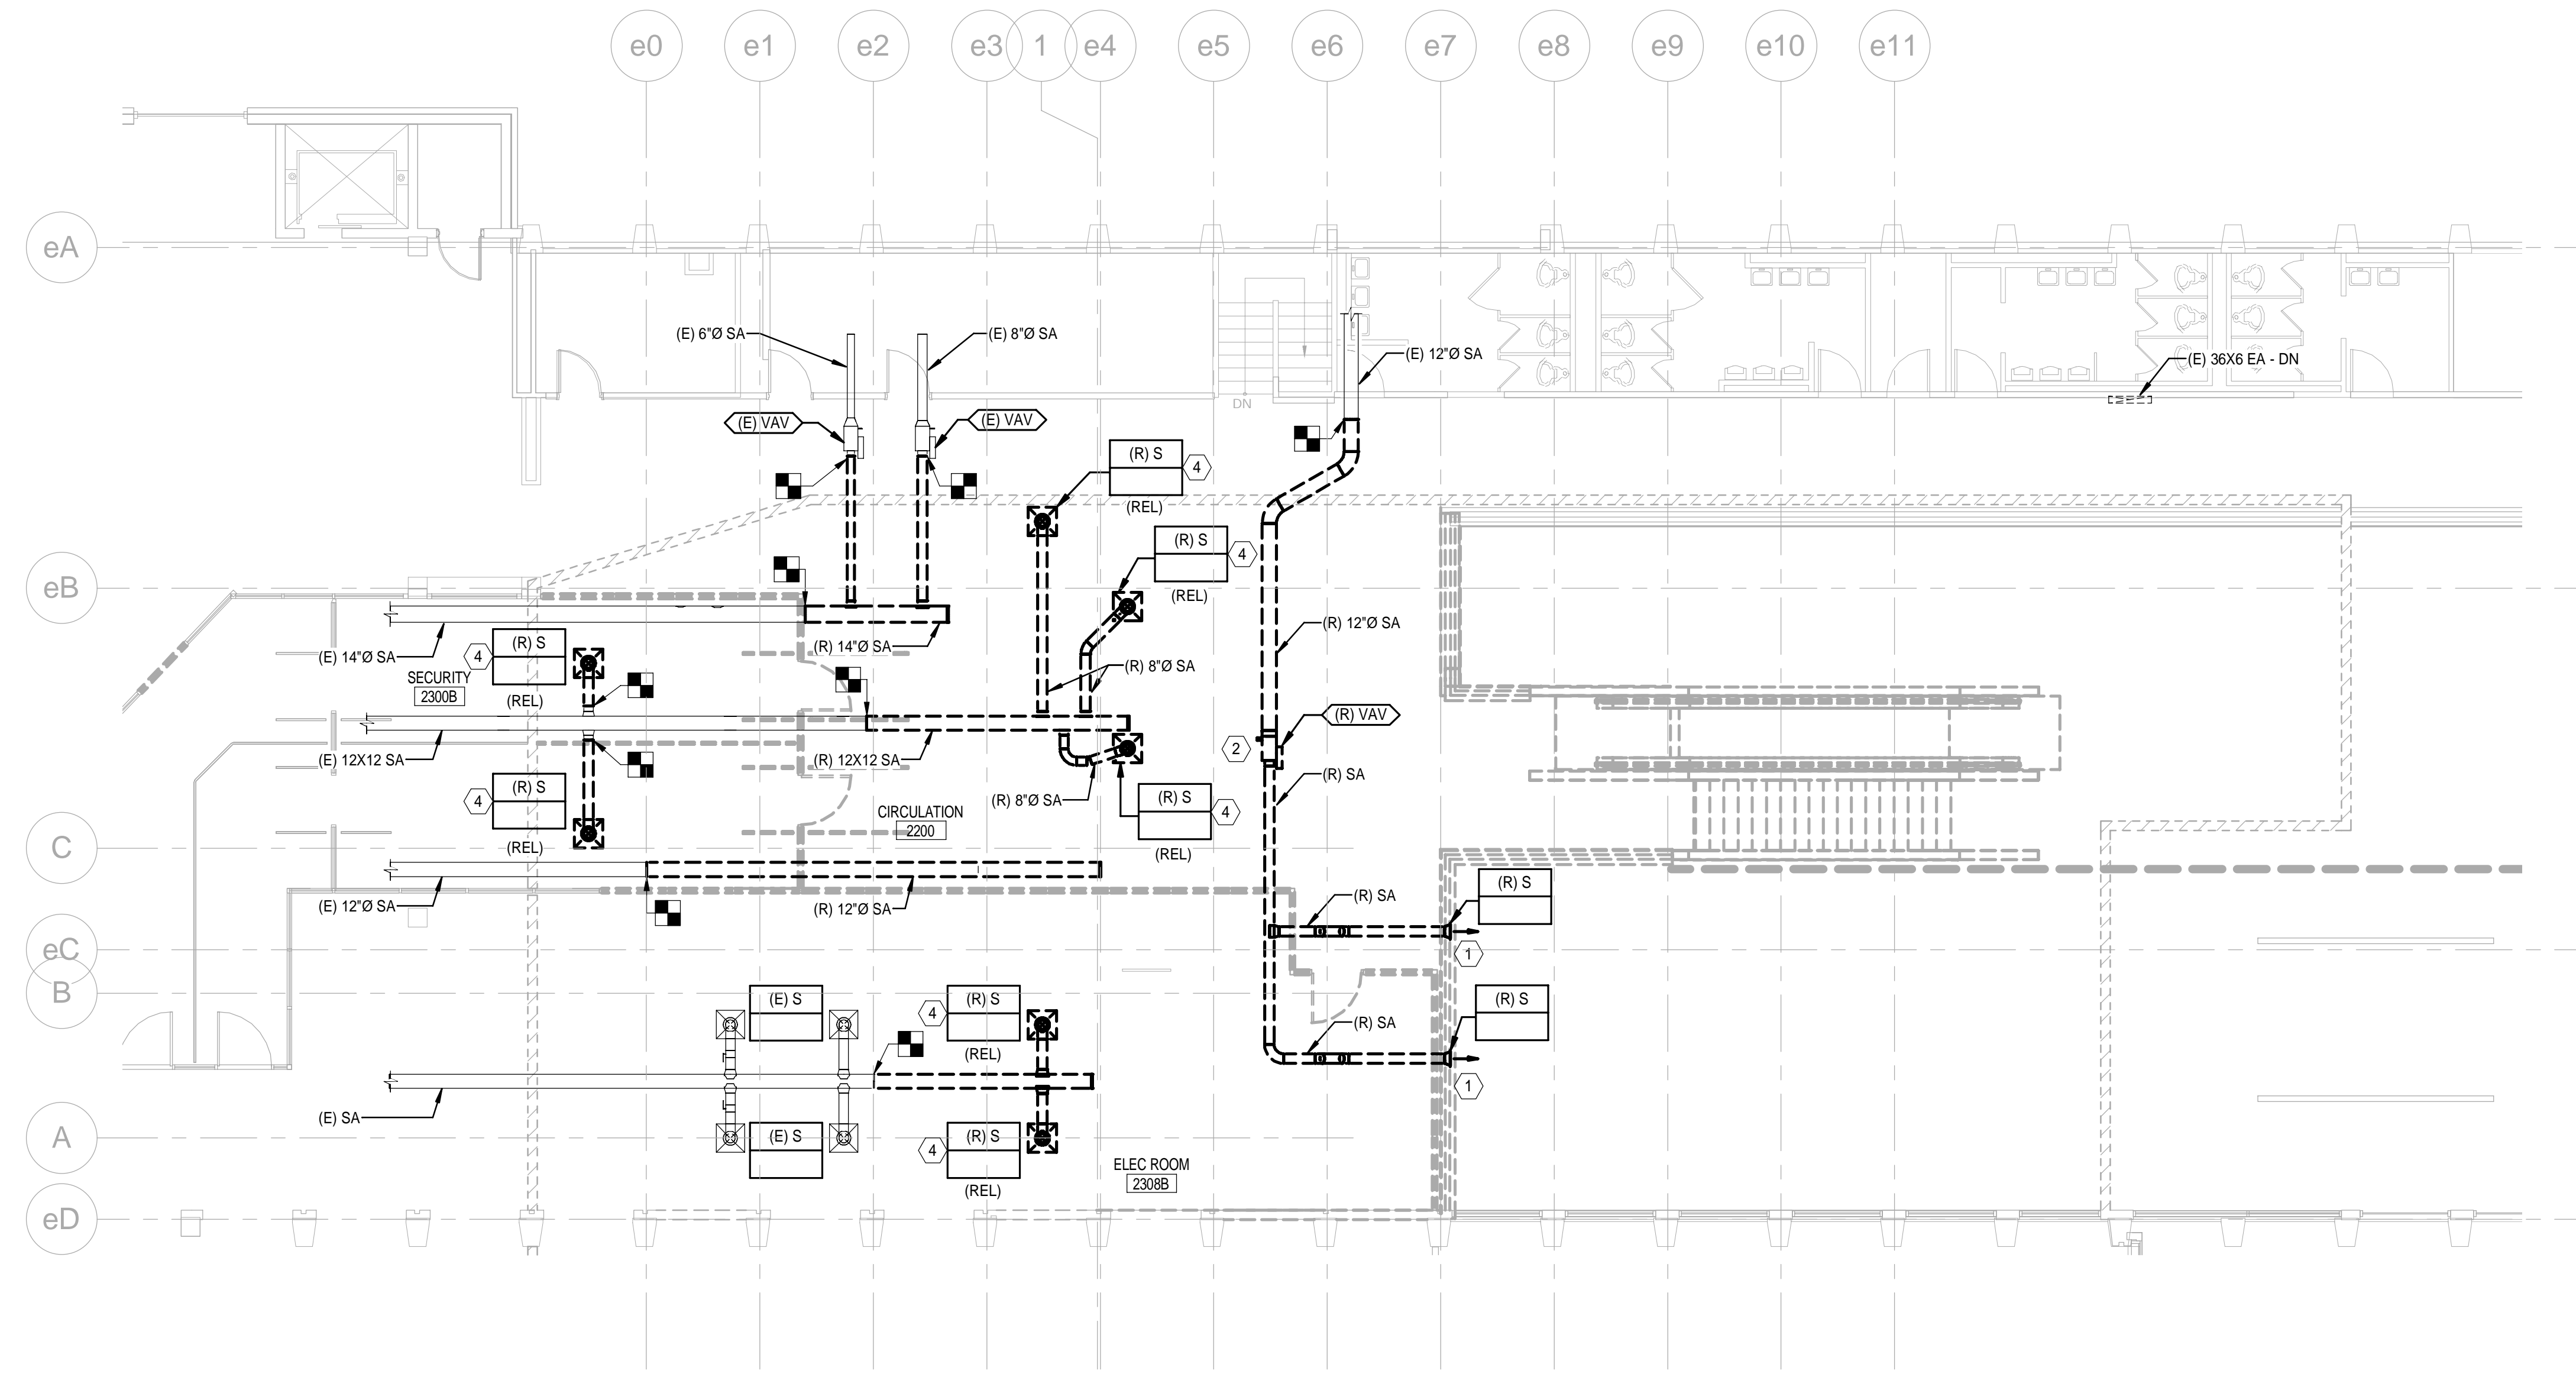 e0
e1
e2
e3
1
e4
e5
e6
e7
e8
e9
e10
e11
eA
(E) 6"Ø SA
(E) 8"Ø SA
(E) 12"Ø SA
(E) 36X6 EA - DN
DN
(E) VAV
(E) VAV
(R) S
4
(REL)
(R) S
4
(REL)
eB
(R) 12"Ø SA
(R) 14"Ø SA
(E) 14"Ø SA
(R) S
4
(REL)
SECURITY
2300B
(R) 8"Ø SA
(R) VAV
2
(E) 12X12 SA
(R) 12X12 SA
(R) SA
(R) S
4
(REL)
(R) 8"Ø SA
(R) S
4
(REL)
CIRCULATION
2200
C
(E) 12"Ø SA
(R) 12"Ø SA
(R) SA
(R) S
1
eC
B
(E) S
(R) S
4
(REL)
(R) SA
(R) S
1
(E) SA
A
(E) S
(R) S
4
(REL)
ELEC ROOM
2308B
eD